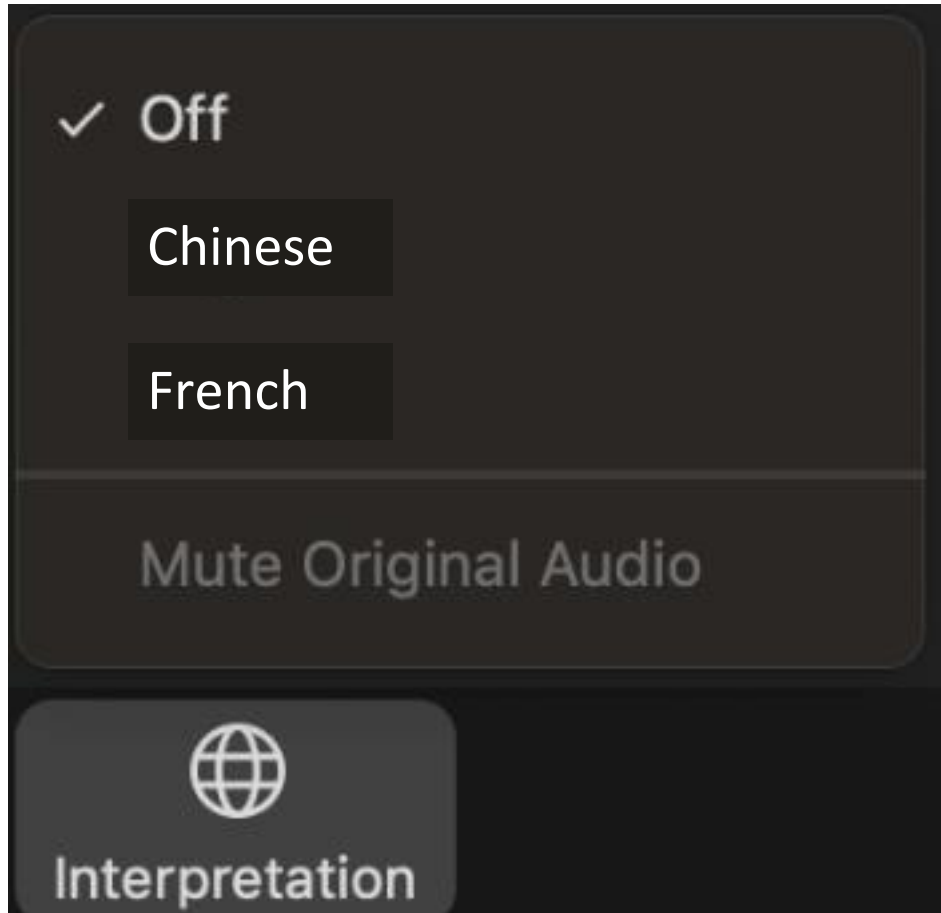 Off
Chinese
French
Mute Original Audio
Interpretation